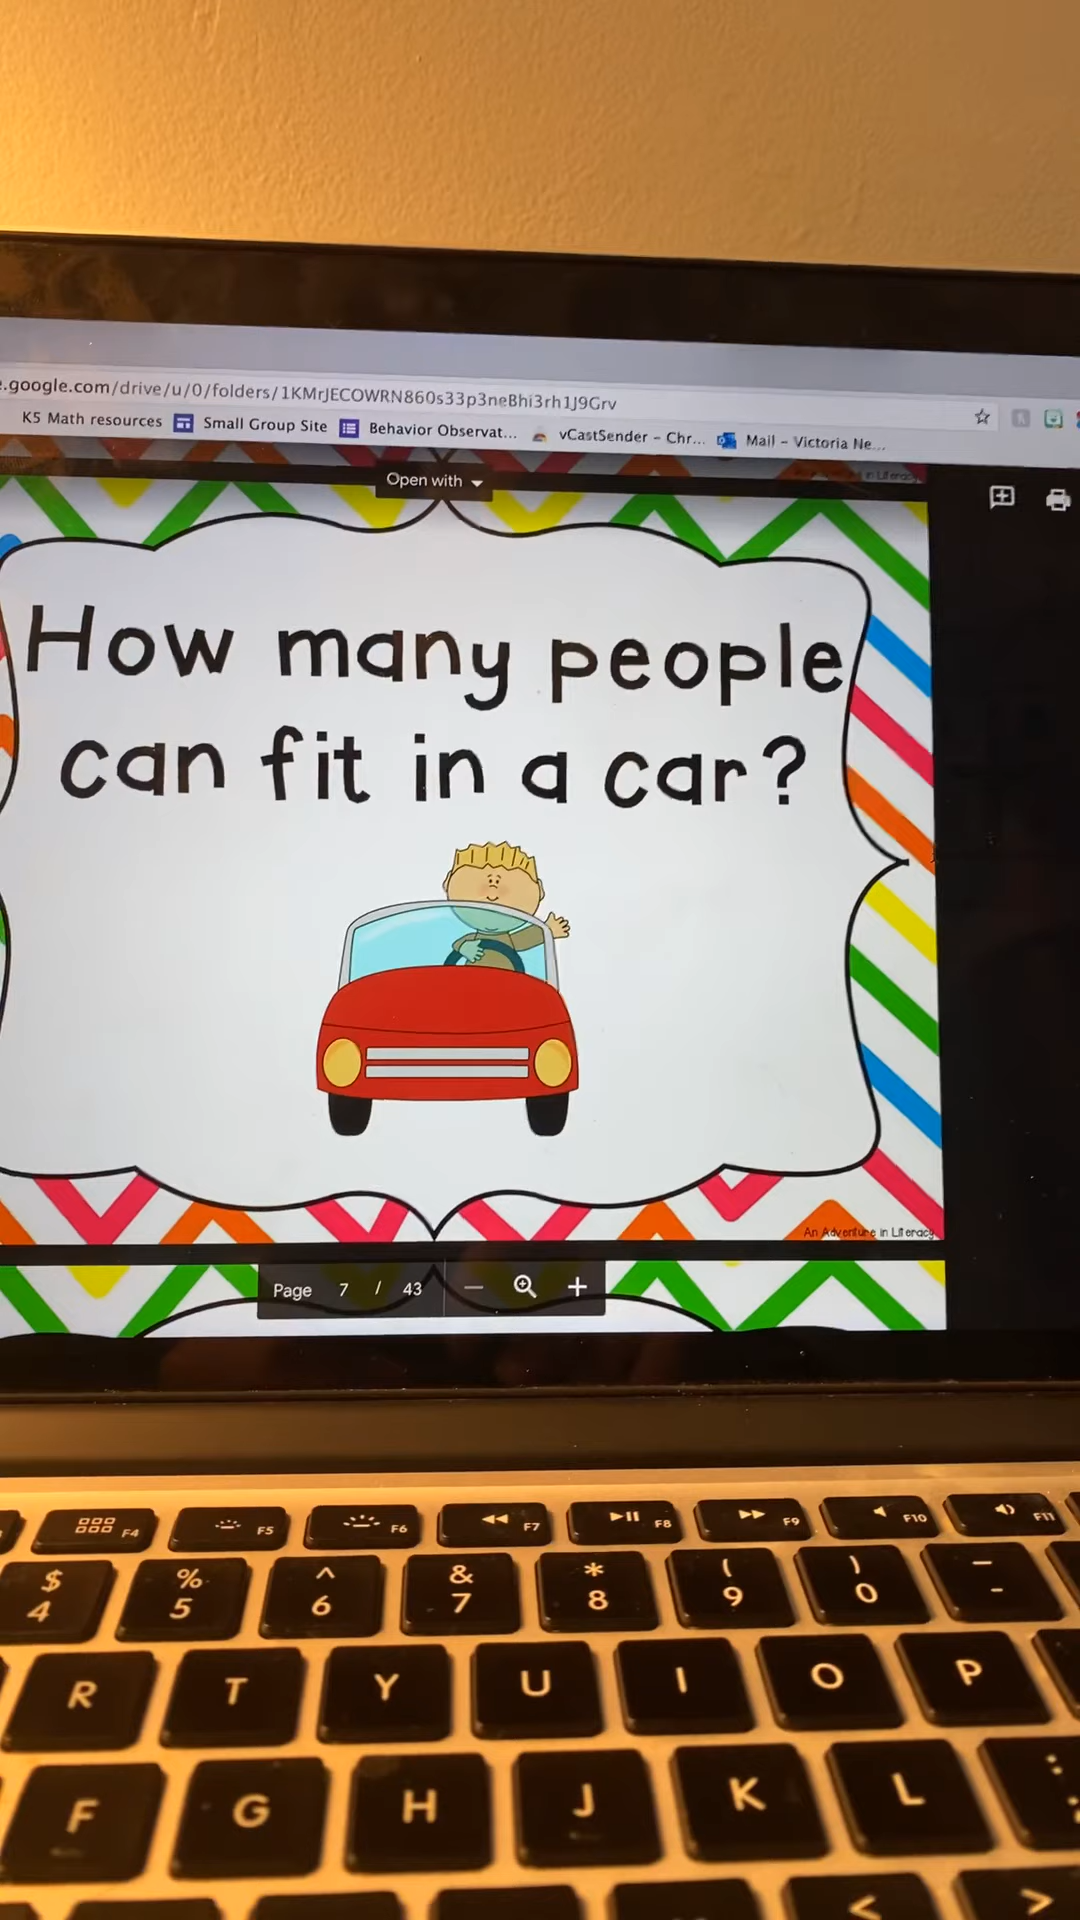 e.google.com/drive/u/0/folders/1KMrJECOWRN860s33p3neBhi3rh1J9Grv
K5 Math resources Small Group Site Behavior Observat... vCastSender - Chr... Mail - Victoria Ne...
Open with
How many people
can fit in a car?
An Adventure in Literacy
Page 7 / 43
F4 F5 F6 F7 F8 F9 F10 F11
$ % ^ & * ( ) _
4 5 6 7 8 9 0 -
R T Y U I O P
F G H J K L :
;
< >